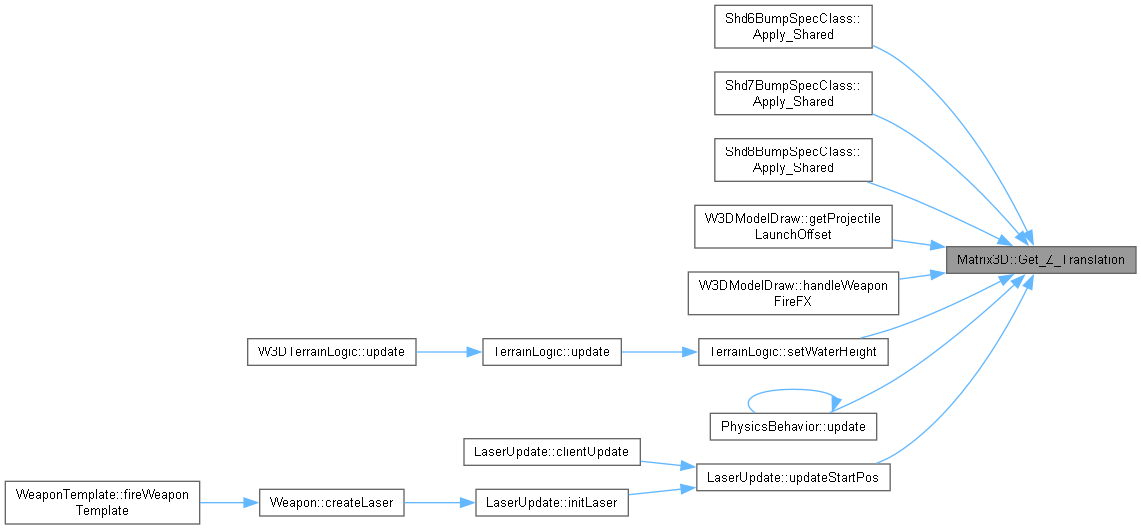 Shd6BumpSpecClass::
Apply_Shared
Shd7BumpSpecClass::
Apply_Shared
Shd8BumpSpecClass::
Apply_Shared
W3DModelDraw::getProjectile
LaunchOffset
Matrix3D::Get_Z_Translation
W3DModelDraw::handleWeapon
FireFX
W3DTerrainLogic::update
TerrainLogic::update
TerrainLogic::setWaterHeight
PhysicsBehavior::update
LaserUpdate::clientUpdate
LaserUpdate::updateStartPos
WeaponTemplate::fireWeapon
Template
Weapon::createLaser
LaserUpdate::initLaser